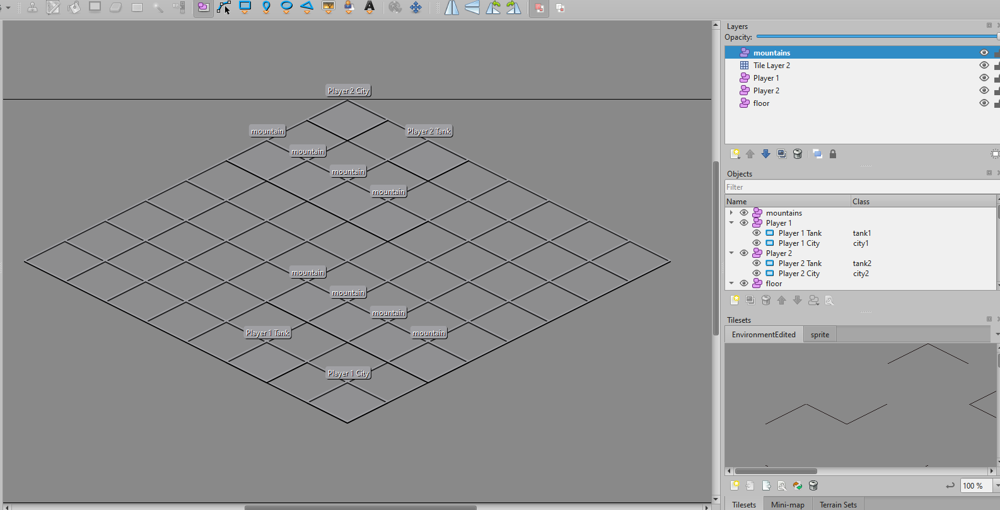 Layers
Opacity:
mountains
Tile Layer 2
Player 1
Player 2
floor
Player 2 City
mountain
Player 2 Tank
mountain
mountain
mountain
mountain
mountain
mountain
Player 1 Tank
mountain
Player 1 City
Objects
Filter
Name Class
mountains
Player 1
Player 1 Tank tank1
Player 1 City city1
Player 2
Player 2 Tank tank2
Player 2 City city2
floor
Tilesets
EnvironmentEdited sprite
100 %
Tilesets Mini-map Terrain Sets